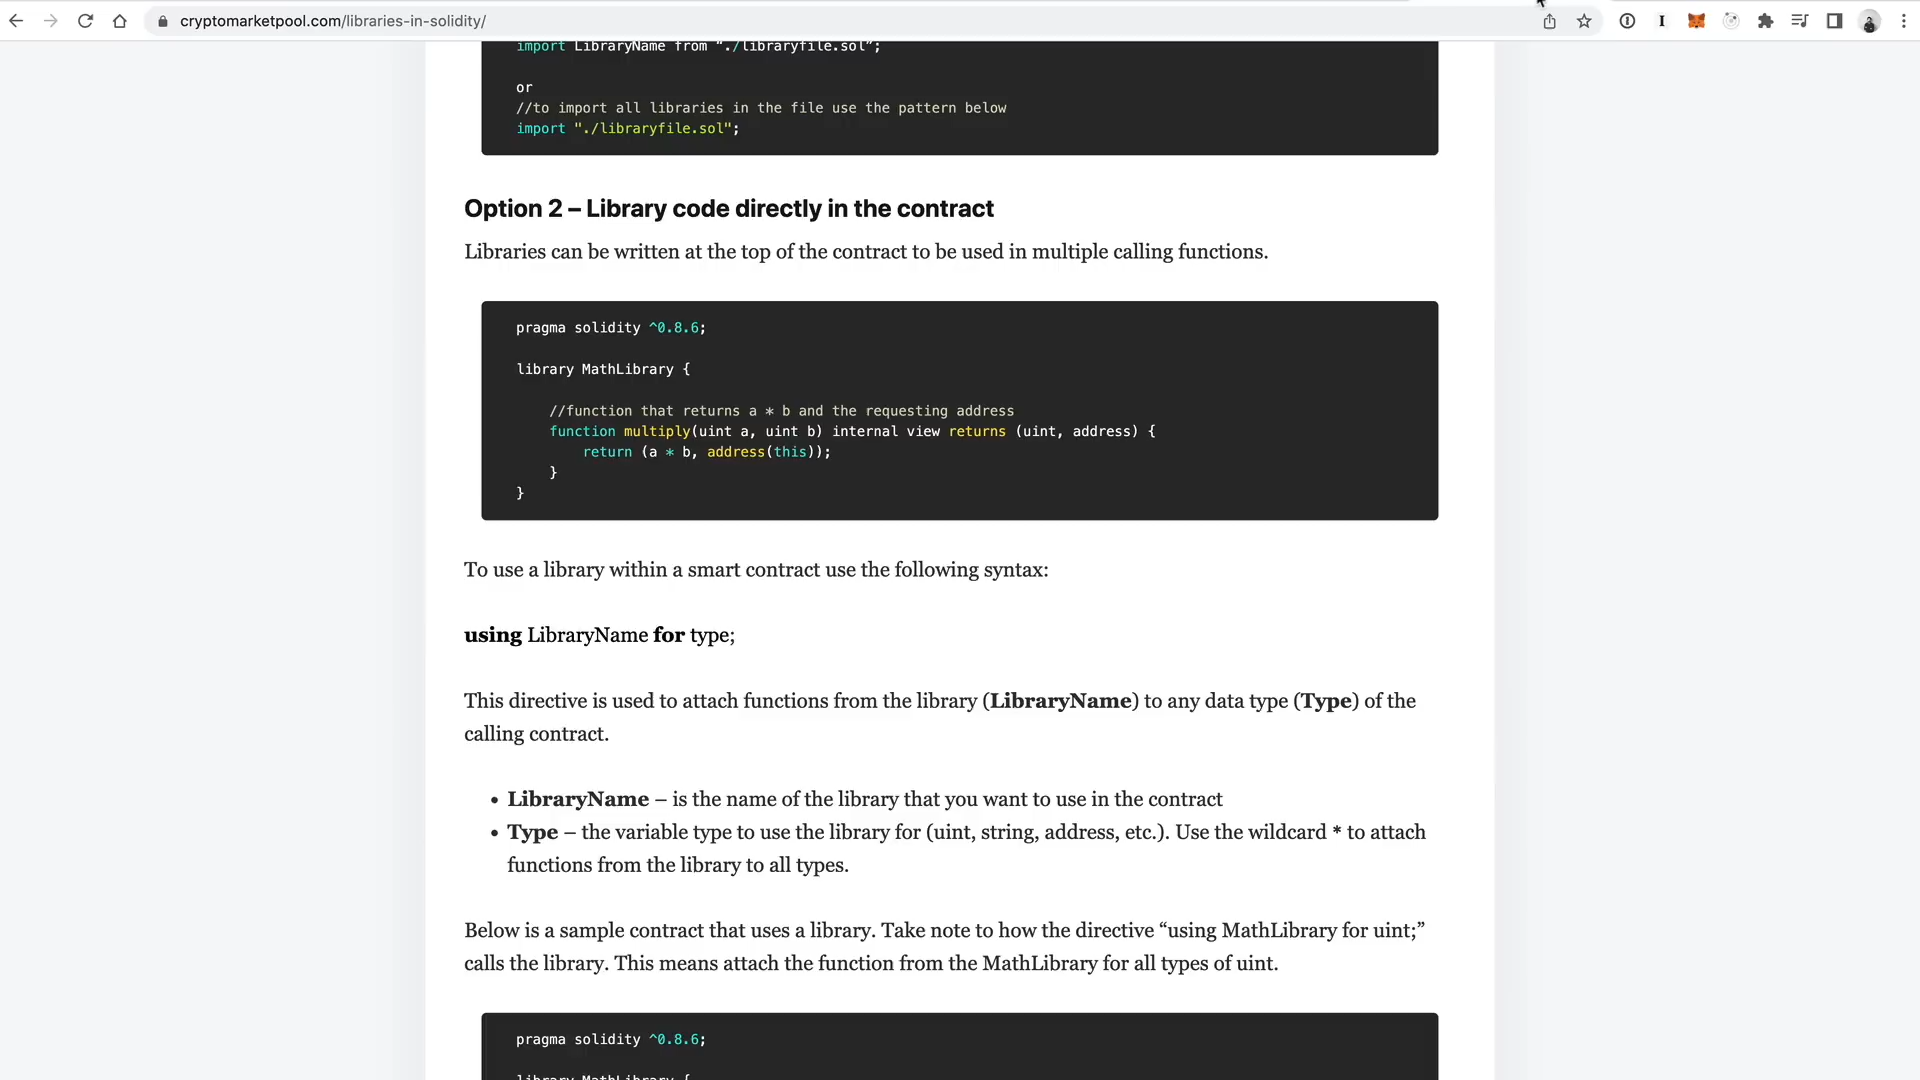 cryptomarketpool.com/libraries-in-solidity/
import LibraryName from “./libraryfile.sol”;
or
//to import all libraries in the file use the pattern below
import "./libraryfile.sol";
Option 2 – Library code directly in the contract
Libraries can be written at the top of the contract to be used in multiple calling functions.
pragma solidity ^0.8.6;
library MathLibrary {
//function that returns a * b and the requesting address
function multiply(uint a, uint b) internal view returns (uint, address) {
return (a * b, address(this));
}
}
To use a library within a smart contract use the following syntax:
using LibraryName for type;
This directive is used to attach functions from the library (LibraryName) to any data type (Type) of the
calling contract.
• LibraryName – is the name of the library that you want to use in the contract
• Type – the variable type to use the library for (uint, string, address, etc.). Use the wildcard * to attach
functions from the library to all types.
Below is a sample contract that uses a library. Take note to how the directive “using MathLibrary for uint;”
calls the library. This means attach the function from the MathLibrary for all types of uint.
pragma solidity ^0.8.6;
library MathLibrary {